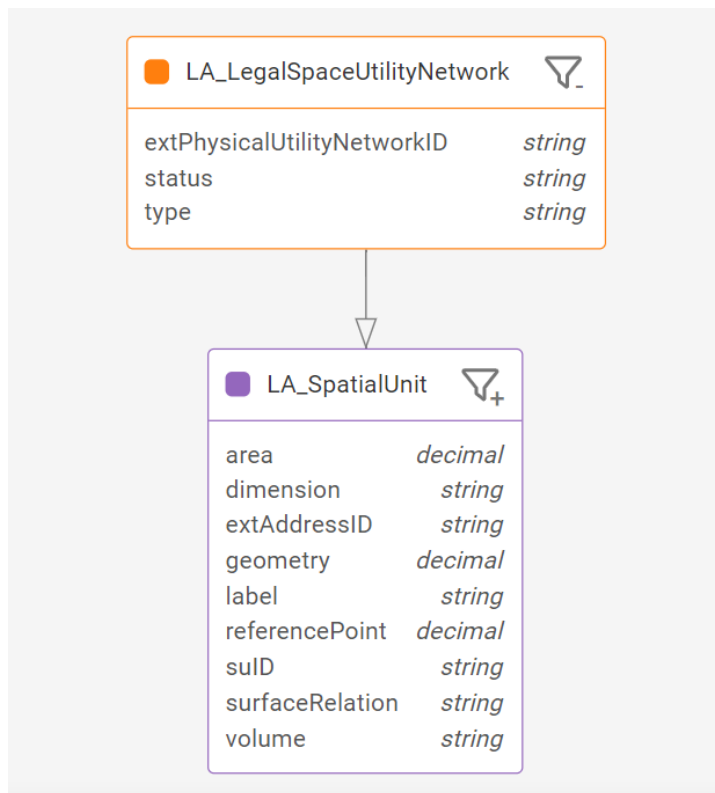 LA_LegalSpaceUtilityNetwork
extPhysicalUtilityNetworkID string
status string
type string
LA_SpatialUnit
area decimal
dimension string
extAddressID string
geometry decimal
label string
referencePoint decimal
suID string
surfaceRelation string
volume string